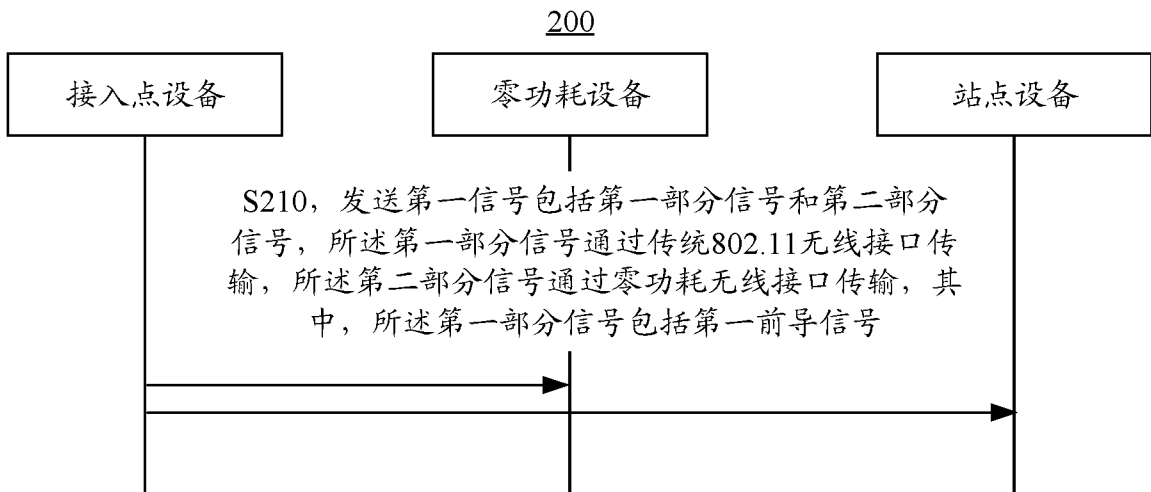 200
接入点设备
零功耗设备
站点设备
S210，发送第一信号包括第一部分信号和第二部分
信号，所述第一部分信号通过传统802.11无线接口传
输，所述第二部分信号通过零功耗无线接口传输，其
中，所述第一部分信号包括第一前导信号